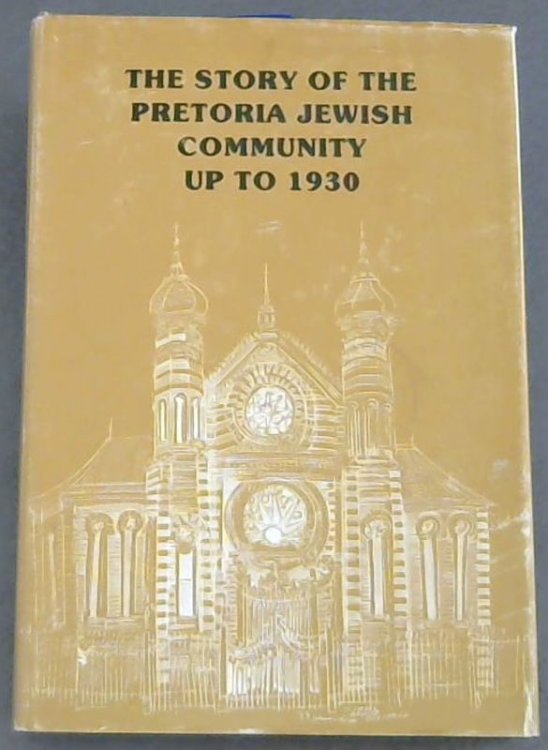 THE STORY OF THE
PRETORIA JEWISH
COMMUNITY
UP TO 1930